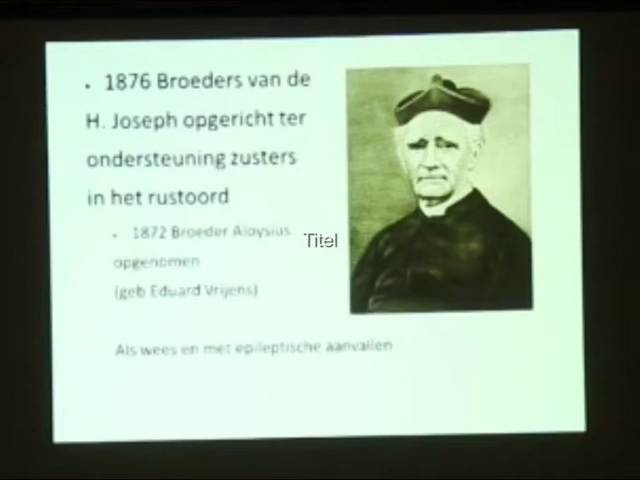 • 1876 Broeders van de
H. Joseph opgericht ter
ondersteuning zusters
in het rustoord
• 1872 Broeder Aloysius
opgenomen
(geb Eduard Vrijens)
Titel
Als wees en met epileptische aanvallen